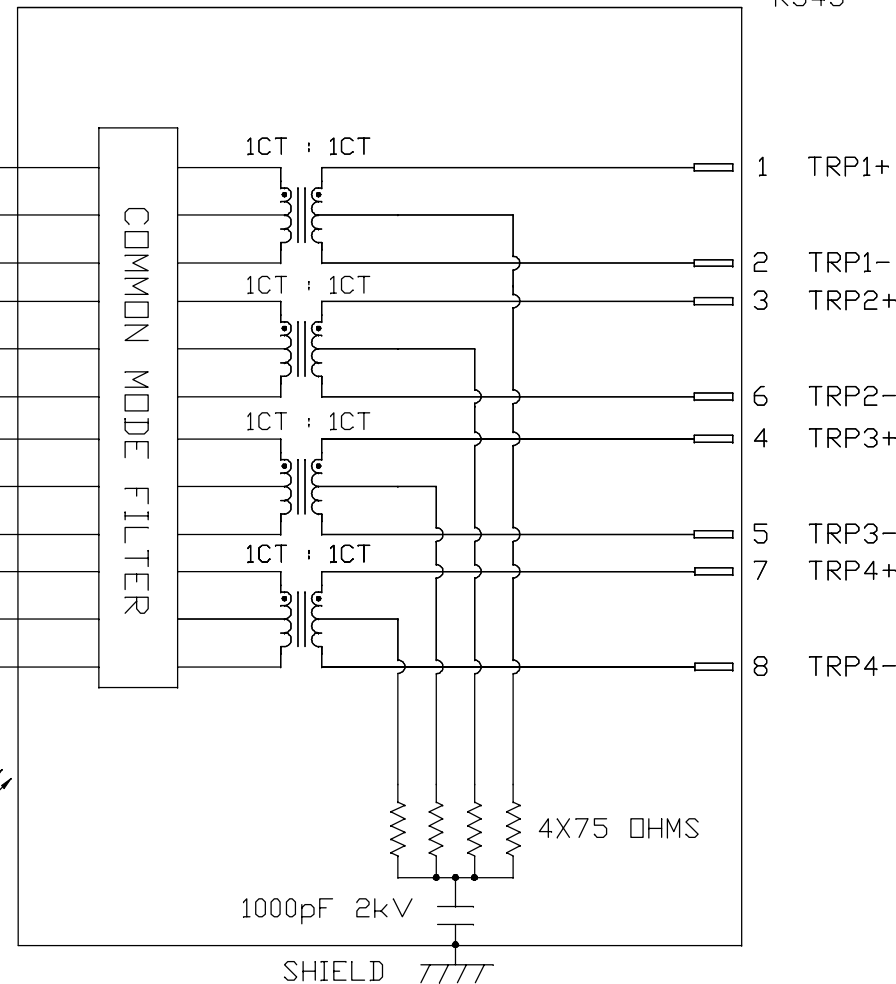 1CT : 1CT
1 TRP1+
2 TRP1-
1CT : 1CT
3 TRP2+
6 TRP2-
1CT : 1CT
4 TRP3+
5 TRP3-
1CT : 1CT
7 TRP4+
8 TRP4-
COMMON MODE FILTER
4X75 OHMS
1000pF 2kV
SHIELD